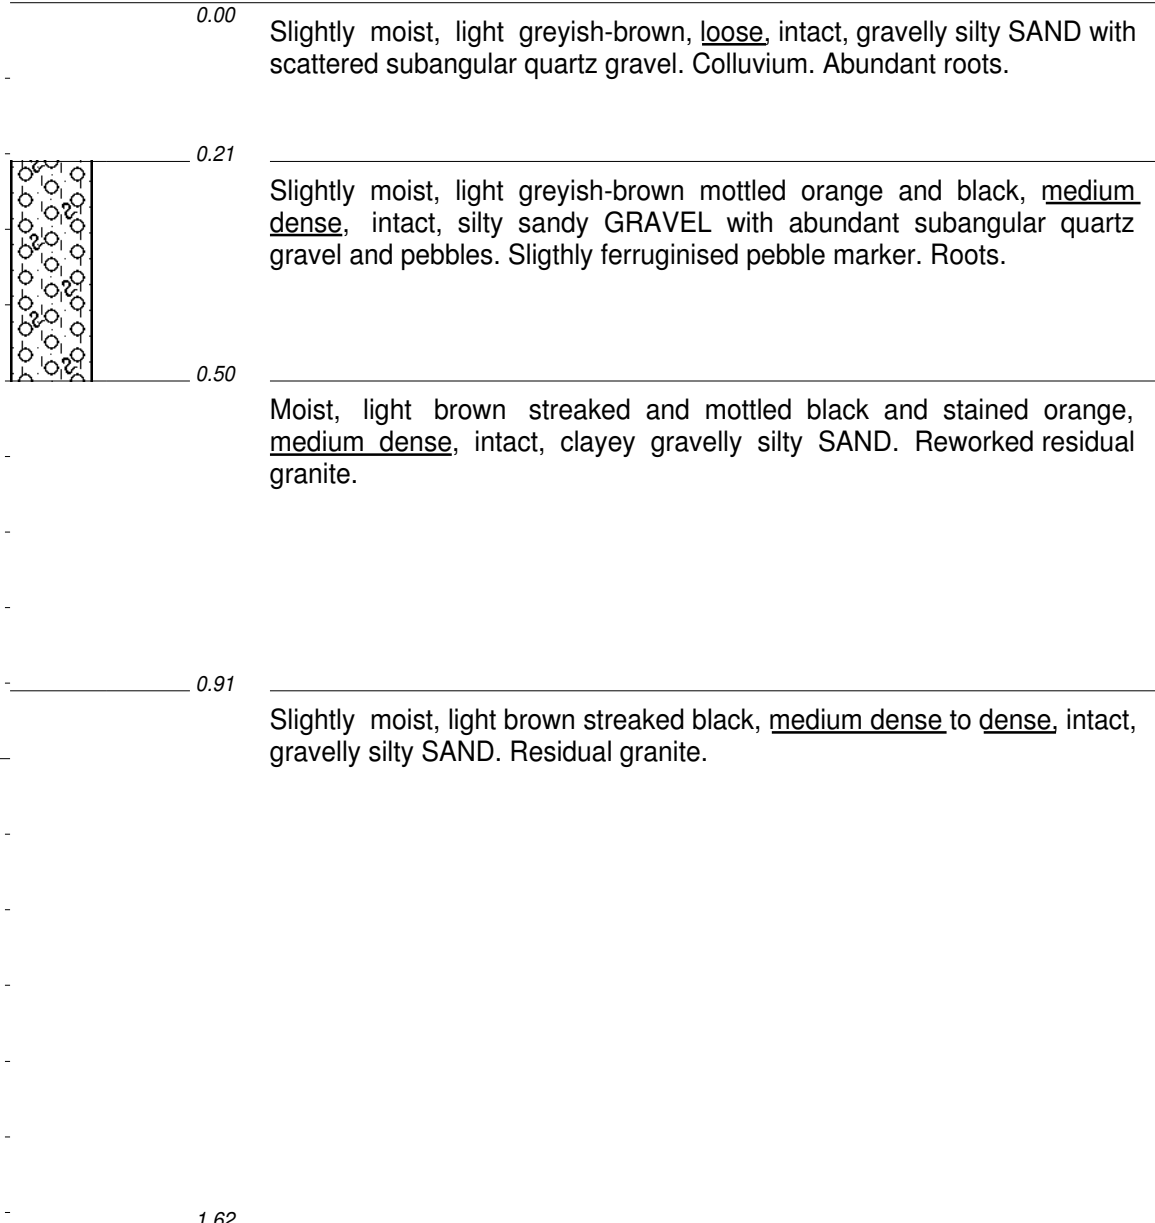 0.00
Slightly moist, light greyish-brown, loose, intact, gravelly silty SAND with
scattered subangular quartz gravel. Colluvium. Abundant roots.
0.21
Slightly moist, light greyish-brown mottled orange and black, medium
dense, intact, silty sandy GRAVEL with abundant subangular quartz
gravel and pebbles. Sligthly ferruginised pebble marker. Roots.
0.50
Moist, light brown streaked and mottled black and stained orange,
medium dense, intact, clayey gravelly silty SAND. Reworked residual
granite.
0.91
Slightly moist, light brown streaked black, medium dense to dense, intact,
gravelly silty SAND. Residual granite.
1.62